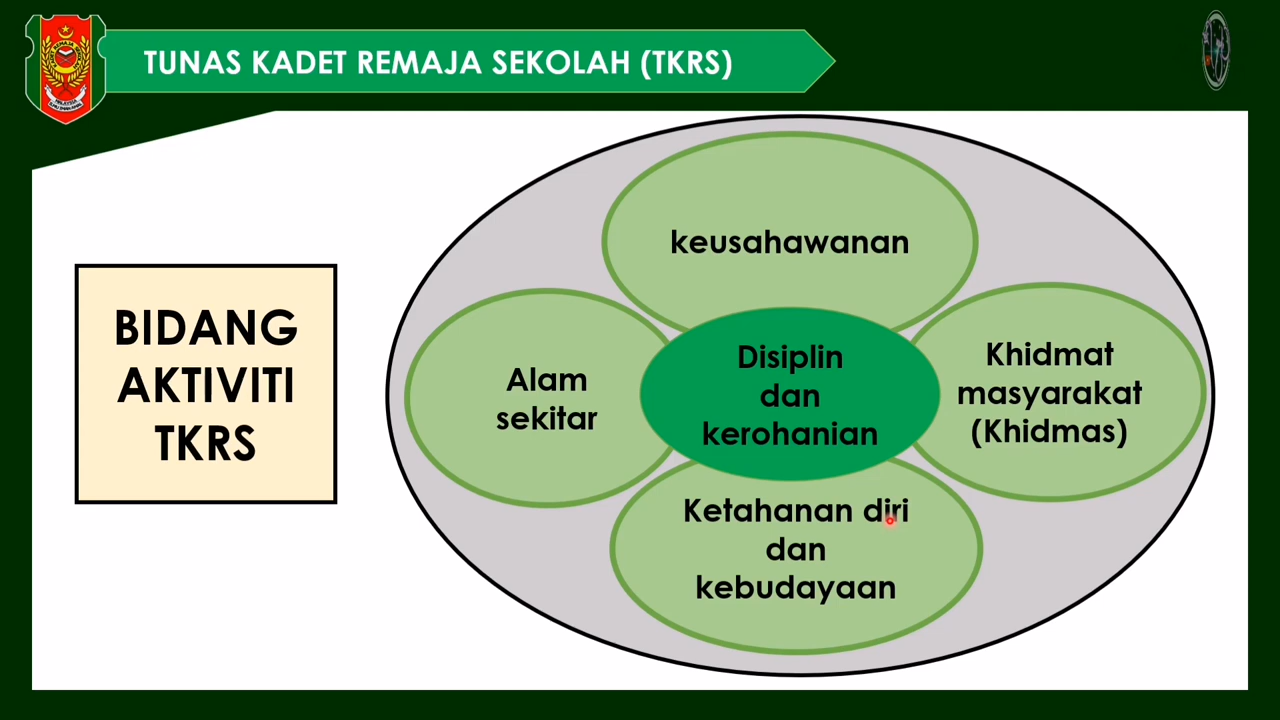 TUNAS KADET REMAJA SEKOLAH (TKRS)
BIDANG
AKTIVITI
TKRS
keusahawanan
Alam
sekitar
Disiplin
dan
kerohanian
Khidmat
masyarakat
(Khidmas)
Ketahanan diri
dan
kebudayaan